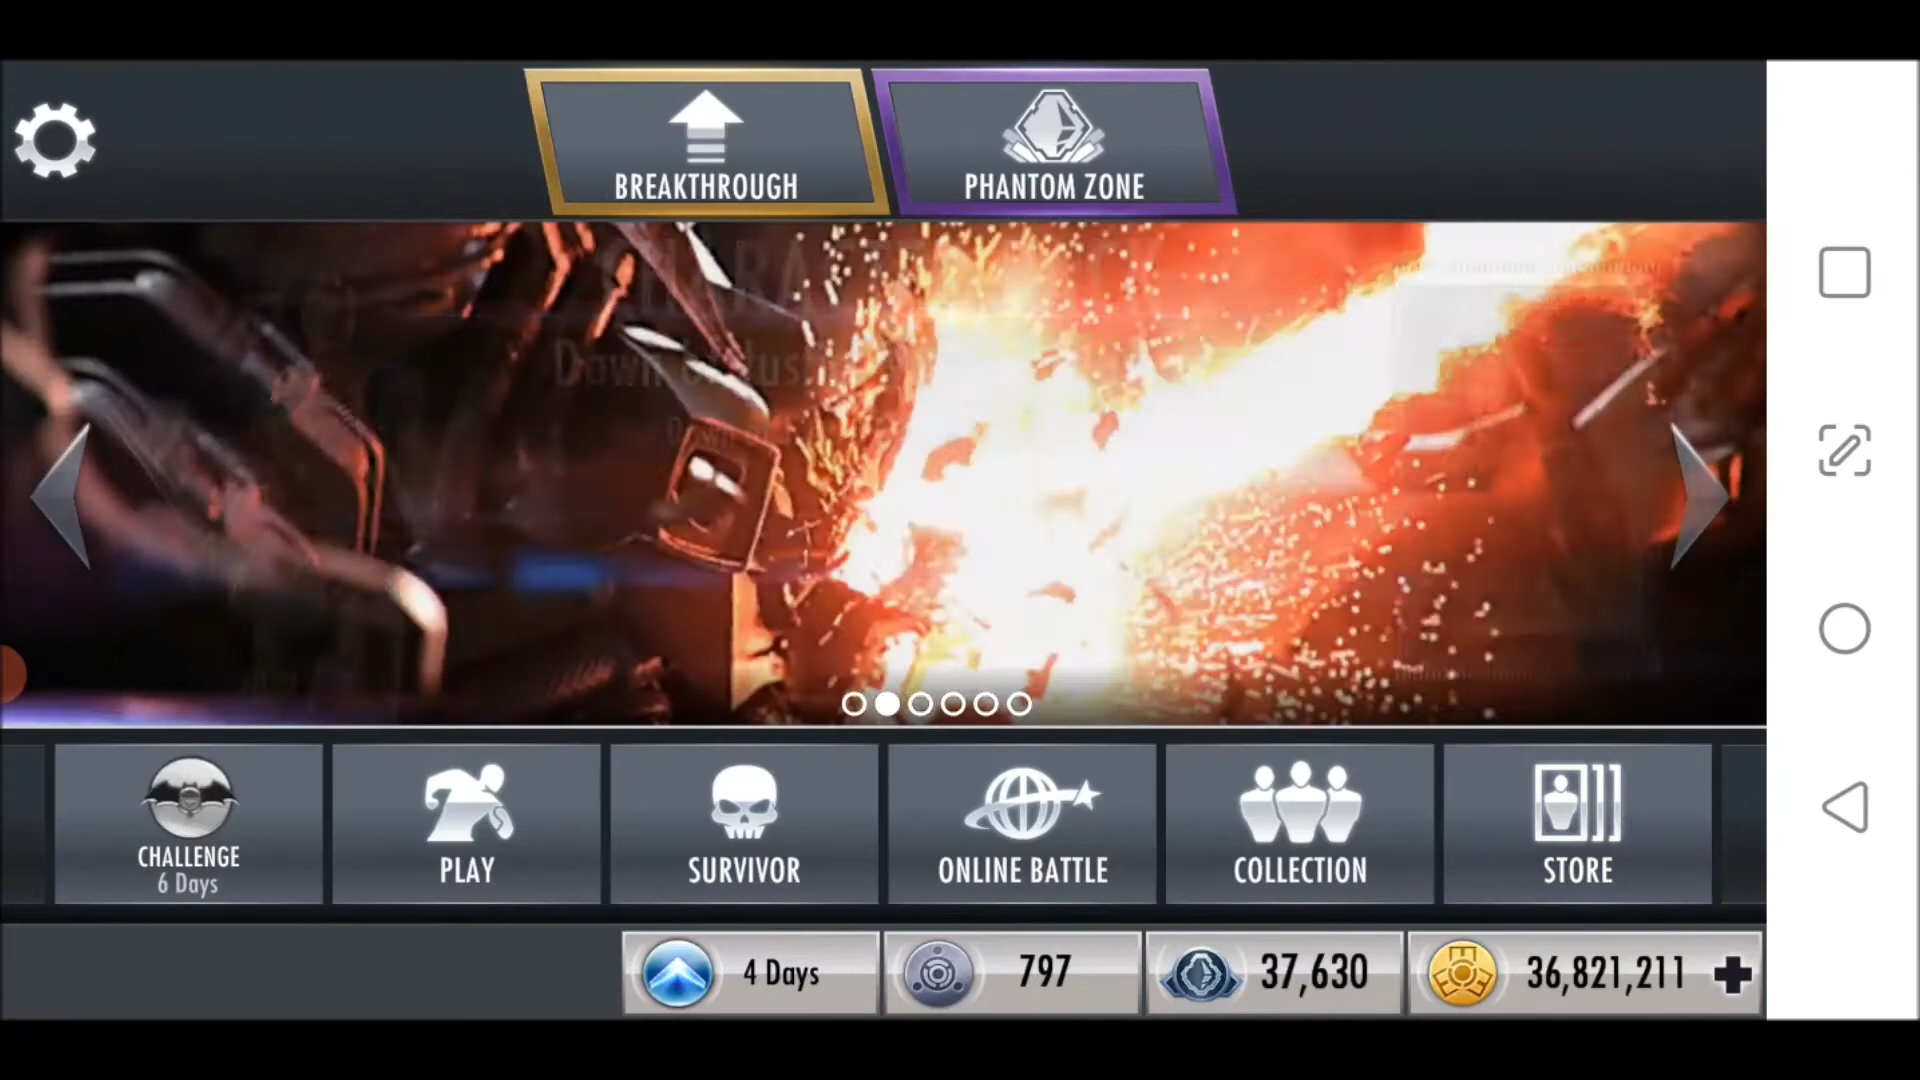 BREAKTHROUGH
PHANTOM ZONE
CHALLENGE
6 Days
PLAY
SURVIVOR
ONLINE BATTLE
COLLECTION
STORE
4 Days
797
37,630
36,821,211